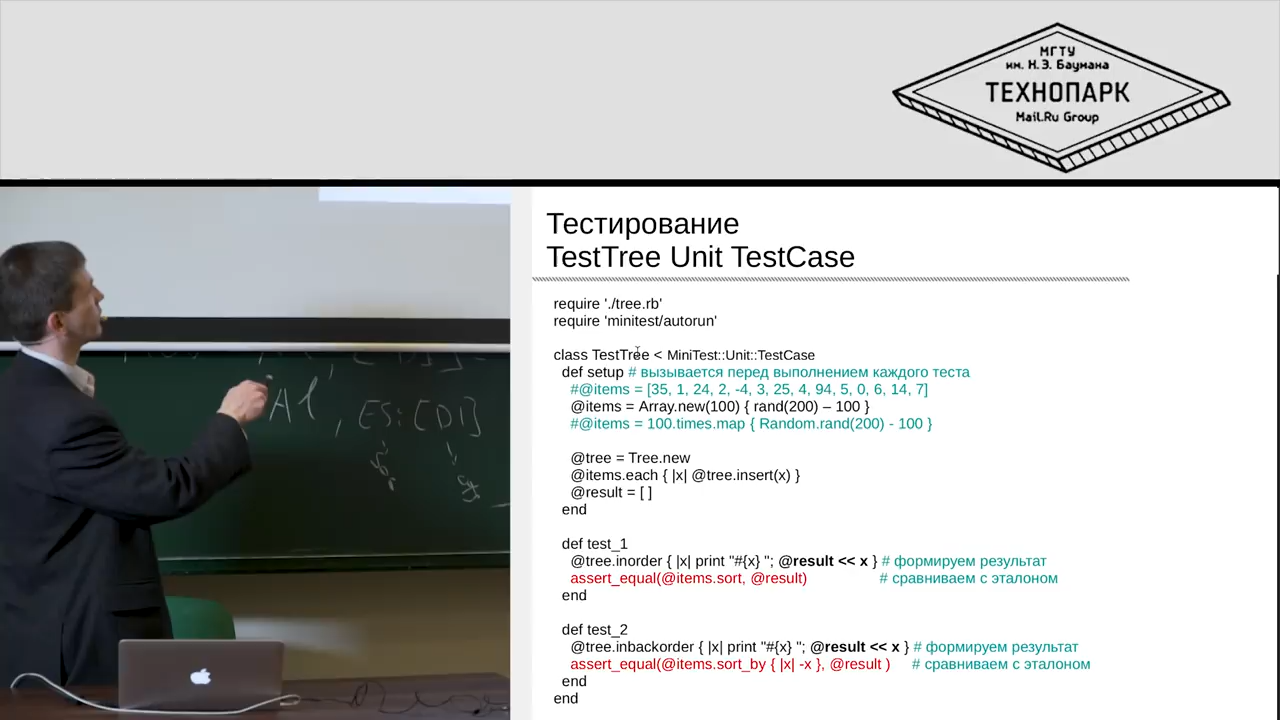 МГТУ
им. Н.Э. Баумана
ТЕХНОПАРК
Mail.Ru Group
Тестирование
TestTree Unit TestCase
require './tree.rb'
require 'minitest/autorun'
class TestTree < MiniTest::Unit::TestCase
def setup # вызывается перед выполнением каждого теста
#@items = [35, 1, 24, 2, -4, 3, 25, 4, 94, 5, 0, 6, 14, 7]
@items = Array.new(100) { rand(200) – 100 }
#@items = 100.times.map { Random.rand(200) - 100 }
@tree = Tree.new
@items.each { |x| @tree.insert(x) }
@result = [ ]
end
def test_1
@tree.inorder { |x| print "#{x} "; @result << x } # формируем результат
assert_equal(@items.sort, @result) # сравниваем с эталоном
end
def test_2
@tree.inbackorder { |x| print "#{x} "; @result << x } # формируем результат
assert_equal(@items.sort_by { |x| -x }, @result ) # сравниваем с эталоном
end
end